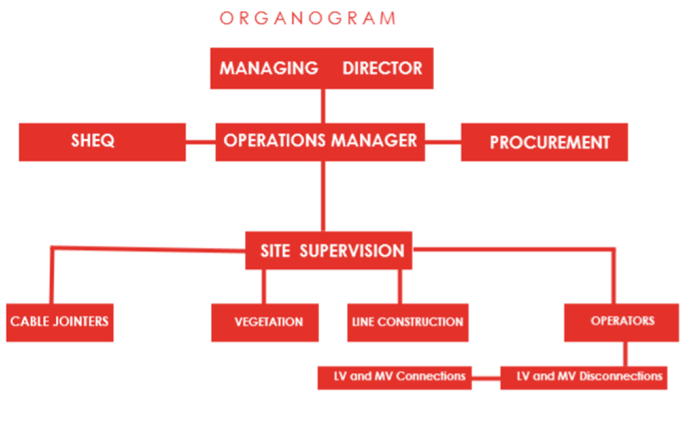 ORGANOGRAM
MANAGING DIRECTOR
SHEQ
OPERATIONS MANAGER
PROCUREMENT
SITE SUPERVISION
CABLE JOINTERS
VEGETATION
LINE CONSTRUCTION
OPERATORS
LV and MV Connections
LV and MV Disconnections